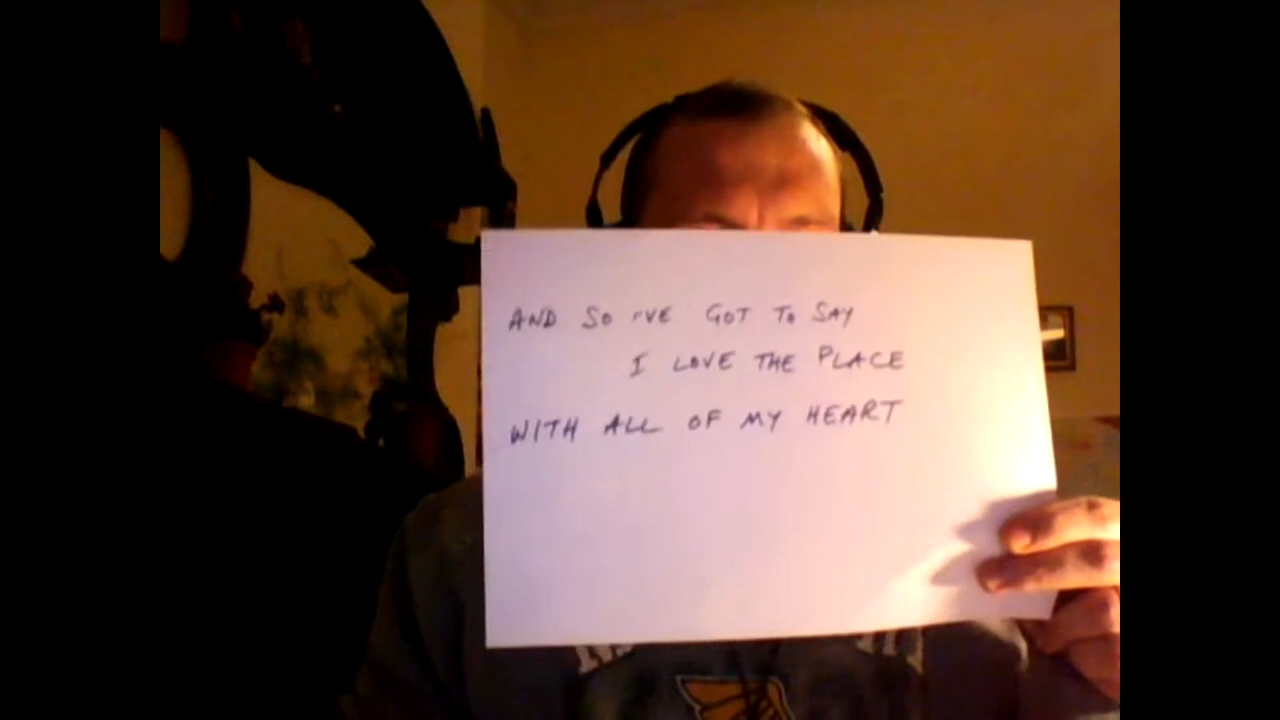 AND SO I'VE GOT TO SAY
I LOVE THE PLACE
WITH ALL OF MY HEART